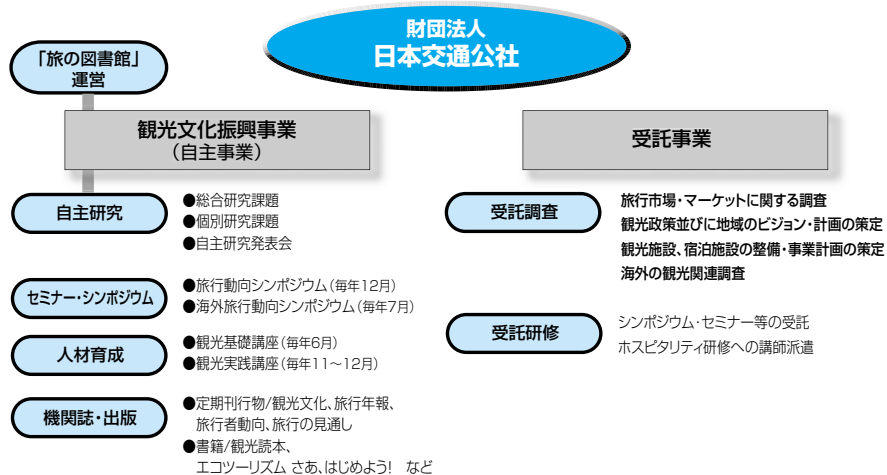 財団法人
日本交通公社
「旅の図書館」
運営
観光文化振興事業
（自主事業）
自主研究
●総合研究課題
●個別研究課題
●自主研究発表会
セミナー・シンポジウム
●旅行動向シンポジウム（毎年12月）
●海外旅行動向シンポジウム（毎年7月）
人材育成
●観光基礎講座（毎年6月）
●観光実践講座（毎年11～12月）
機関誌・出版
●定期刊行物/観光文化、旅行年報、
旅行者動向、旅行の見通し
●書籍/観光読本、
エコツーリズム さあ、はじめよう!　など
受託事業
受託調査
旅行市場・マーケットに関する調査
観光政策並びに地域のビジョン・計画の策定
観光施設、宿泊施設の整備・事業計画の策定
海外の観光関連調査
受託研修
シンポジウム・セミナー等の受託
ホスピタリティ研修への講師派遣